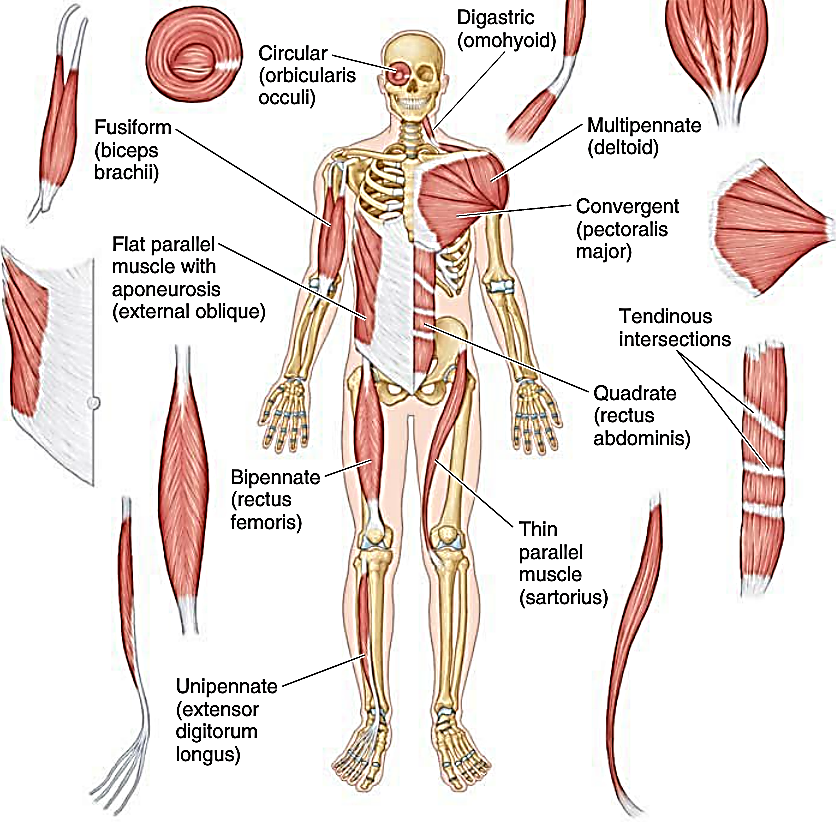 Digastric
(omohyoid)
Circular
(orbicularis
occuli)
Fusiform
(biceps
brachii)
Multipennate
(deltoid)
Convergent
(pectoralis
major)
Flat parallel
muscle with
aponeurosis
(external oblique)
Tendinous
intersections
Quadrate
(rectus
abdominis)
Bipennate
(rectus
femoris)
Thin
parallel
muscle
(sartorius)
Unipennate
(extensor
digitorum
longus)